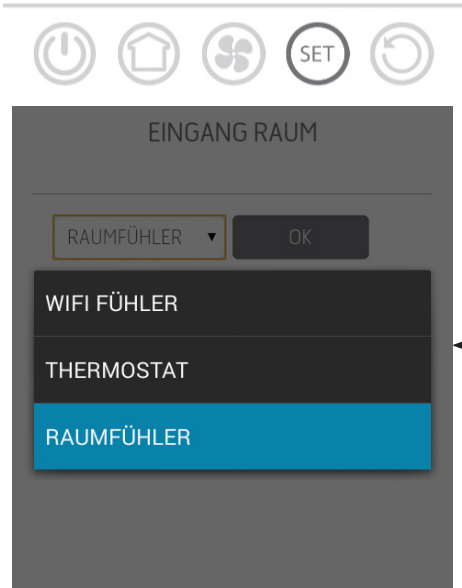 SET
EINGANG RAUM
RAUMFÜHLER ▼ OK
WIFI FÜHLER
THERMOSTAT
RAUMFÜHLER